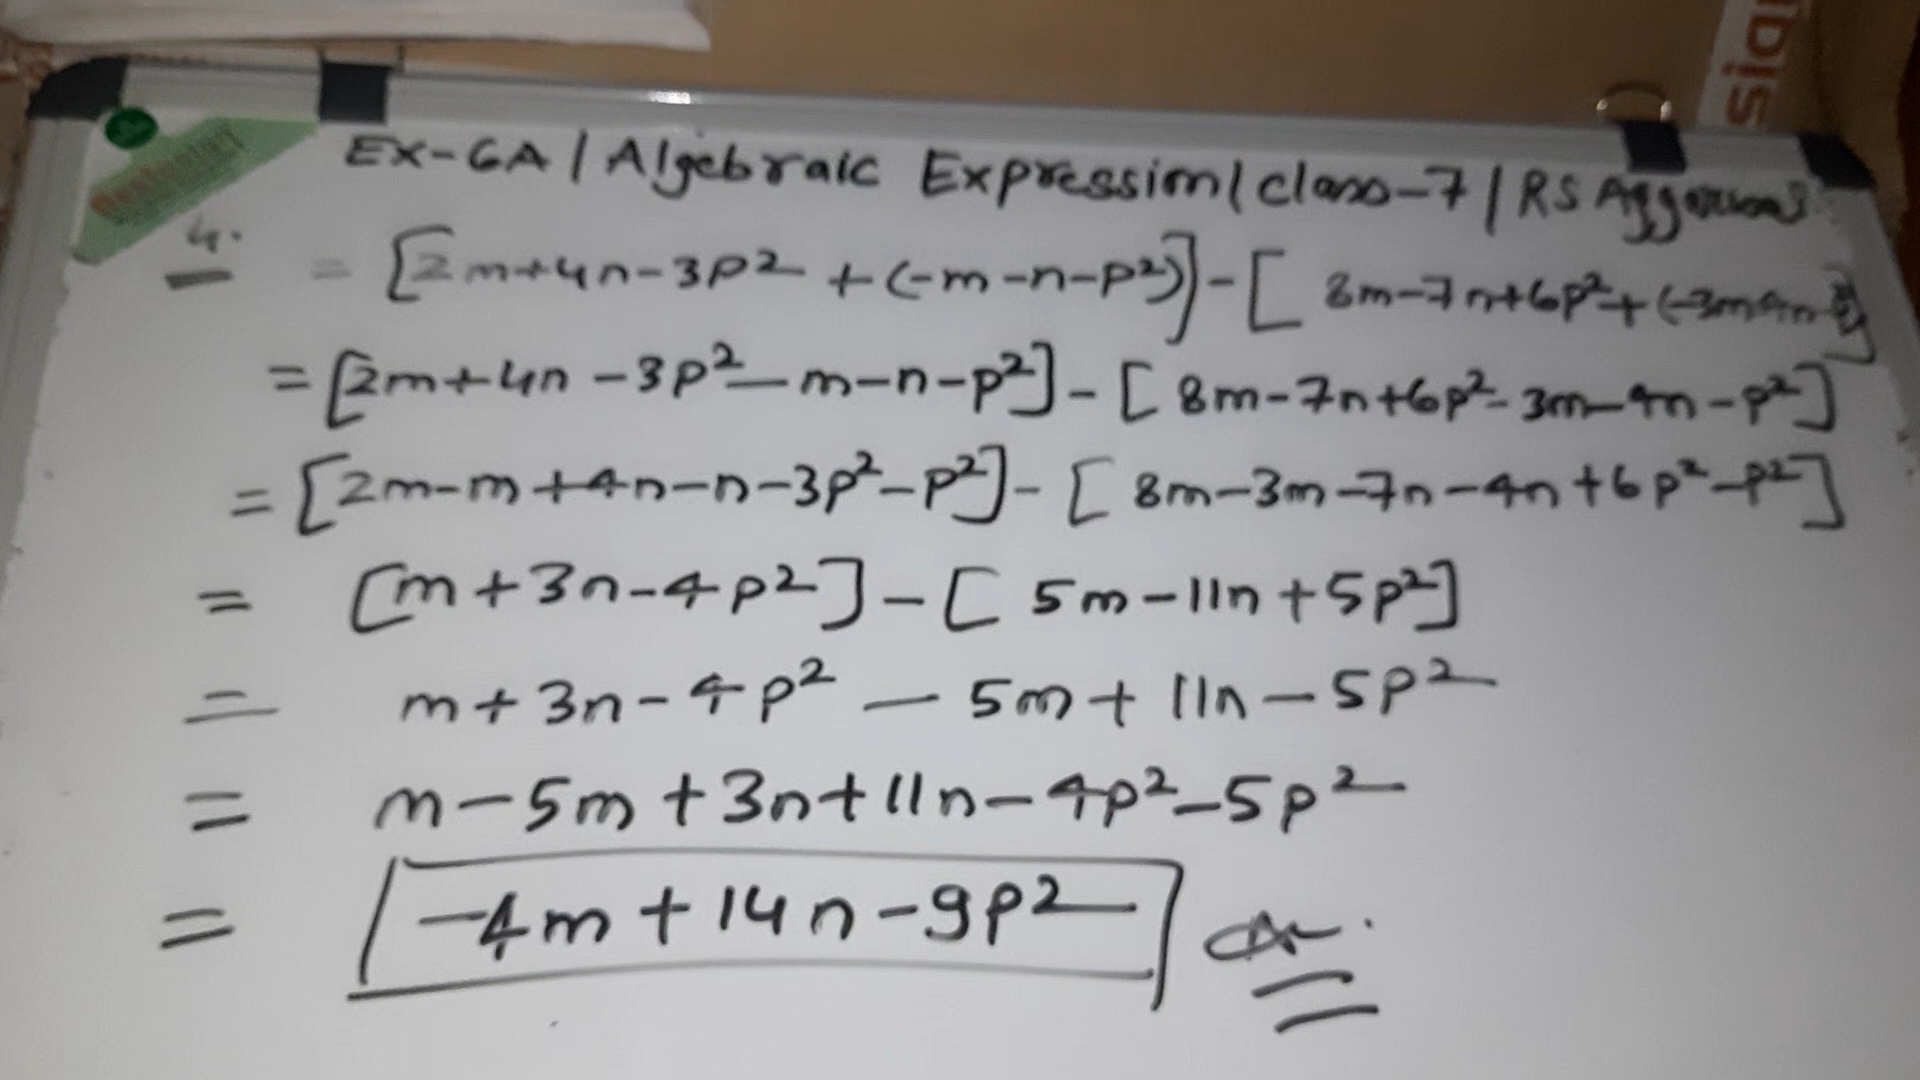 sign
EX-6A / Algebraic Expression / class-7 / RS Aggarwal
4. = [2m+4n-3p² +(-m-n-p²)] - [ 8m-7n+6p²+(-3m-4n-p²)]
= [2m+4n-3p²-m-n-p²] - [8m-7n+6p²-3m-4n-p²]
= [2m-m+4n-n-3p²-p²] - [8m-3m-7n-4n+6p²-p²]
= [m+3n-4p²] - [5m-11n+5p²]
= m+3n-4p² - 5m+11n-5p²
= m-5m+3n+11n-4p²-5p²
= -4m+14n-9p² Ans.